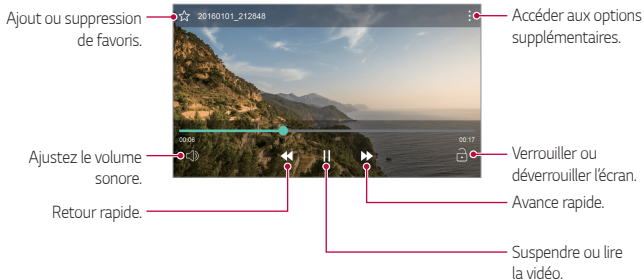 Ajout ou suppression
de favoris.
20160101_212848
Accéder aux options
supplémentaires.
00:06
00:17
Ajustez le volume
sonore.
Retour rapide.
Verrouiller ou
déverrouiller l'écran.
Avance rapide.
Suspendre ou lire
la vidéo.